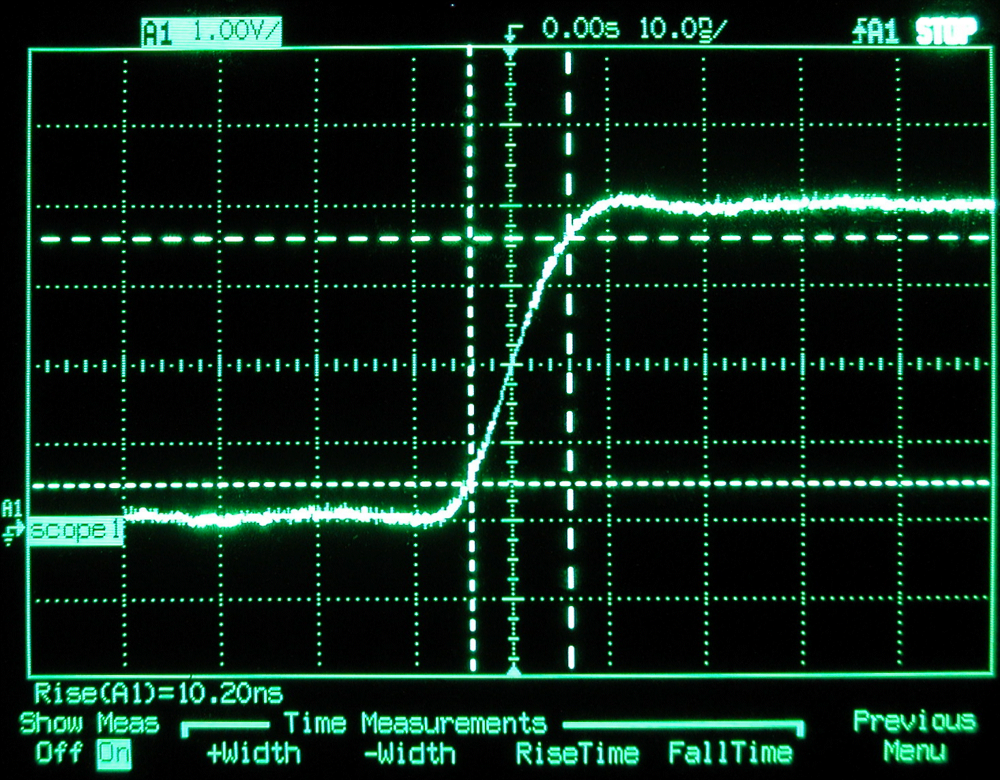 A1 1.00V/ 0.00s 10.0ns/ A1 STOP
A1
scope1
Rise(A1)=10.20ns
Show Meas Time Measurements Previous
Off On +Width -Width RiseTime FallTime Menu